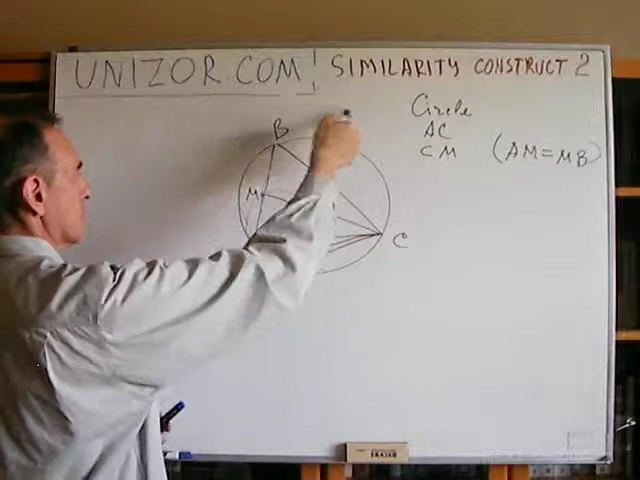 UNIZOR.COM | SIMILARITY CONSTRUCT 2
Circle
AC
CM (AM=MB)
B
M
C
ERASER